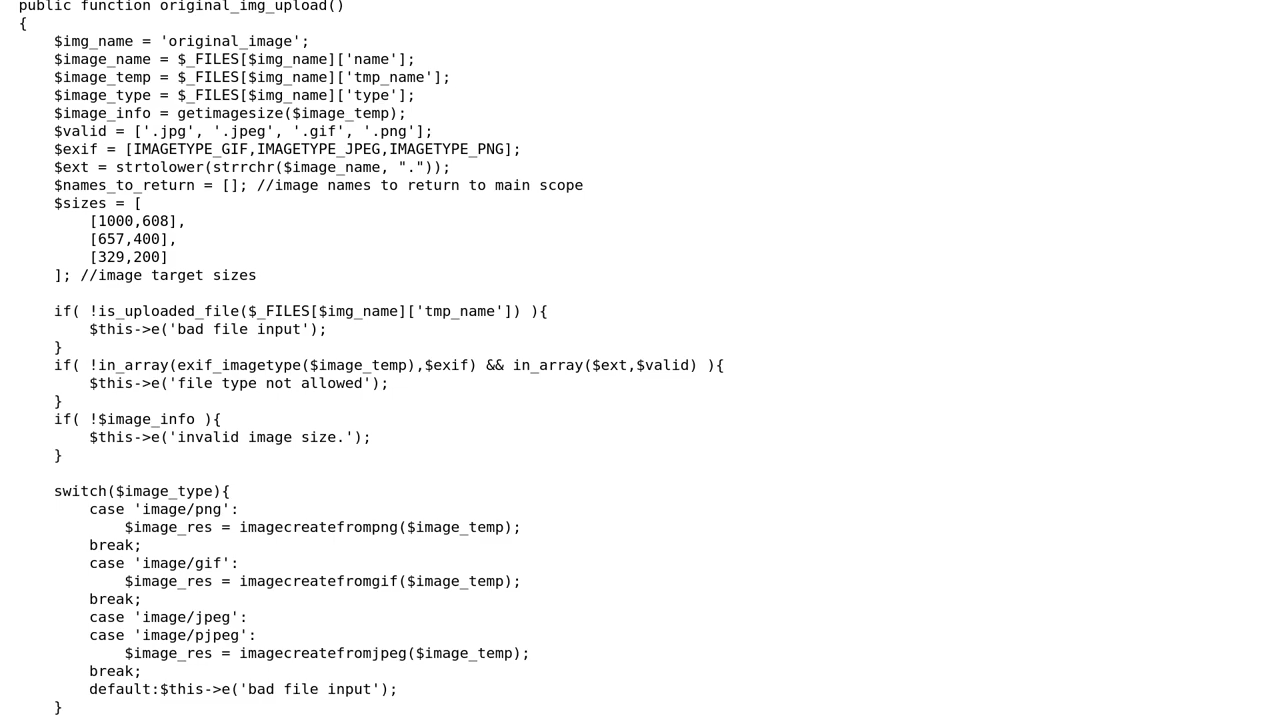 public function original_img_upload()
{
    $img_name = 'original_image';
    $image_name = $_FILES[$img_name]['name'];
    $image_temp = $_FILES[$img_name]['tmp_name'];
    $image_type = $_FILES[$img_name]['type'];
    $image_info = getimagesize($image_temp);
    $valid = ['.jpg', '.jpeg', '.gif', '.png'];
    $exif = [IMAGETYPE_GIF,IMAGETYPE_JPEG,IMAGETYPE_PNG];
    $ext = strtolower(strrchr($image_name, "."));
    $names_to_return = []; //image names to return to main scope
    $sizes = [
        [1000,608],
        [657,400],
        [329,200]
    ]; //image target sizes

    if( !is_uploaded_file($_FILES[$img_name]['tmp_name']) ){
        $this->e('bad file input');
    }
    if( !in_array(exif_imagetype($image_temp),$exif) && in_array($ext,$valid) ){
        $this->e('file type not allowed');
    }
    if( !$image_info ){
        $this->e('invalid image size.');
    }

    switch($image_type){
        case 'image/png':
            $image_res = imagecreatefrompng($image_temp);
        break;
        case 'image/gif':
            $image_res = imagecreatefromgif($image_temp);
        break;
        case 'image/jpeg':
        case 'image/pjpeg':
            $image_res = imagecreatefromjpeg($image_temp);
        break;
        default:$this->e('bad file input');
    }